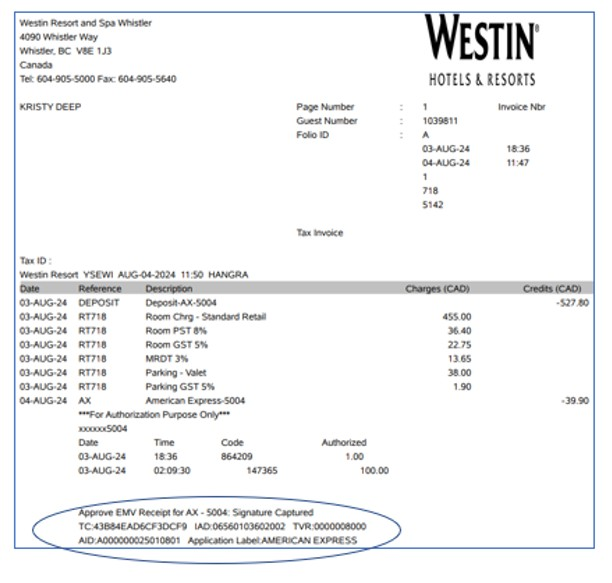 Westin Resort and Spa Whistler
4090 Whistler Way
Whistler, BC V8E 1J3
Canada
Tel: 604-905-5000 Fax: 604-905-5640
WESTIN®
HOTELS & RESORTS
KRISTY DEEP
Page Number : 1 Invoice Nbr
Guest Number : 1039811
Folio ID : A
03-AUG-24 18:36
04-AUG-24 11:47
1
718
5142
Tax Invoice
Tax ID :
Westin Resort YSEWI AUG-04-2024 11:50 HANGRA
Date Reference Description Charges (CAD) Credits (CAD)
03-AUG-24 DEPOSIT Deposit-AX-5004 -527.80
03-AUG-24 RT718 Room Chrg - Standard Retail 455.00
03-AUG-24 RT718 Room PST 8% 36.40
03-AUG-24 RT718 Room GST 5% 22.75
03-AUG-24 RT718 MRDT 3% 13.65
03-AUG-24 RT718 Parking - Valet 38.00
03-AUG-24 RT718 Parking GST 5% 1.90
04-AUG-24 AX American Express-5004 -39.90
***For Authorization Purpose Only***
xxxxxx5004
Date Time Code Authorized
03-AUG-24 18:36 864209 1.00
03-AUG-24 02:09:30 147365 100.00
Approve EMV Receipt for AX - 5004: Signature Captured
TC:43B84EAD6CF3DCF9 IAD:06560103602002 TVR:0000008000
AID:A000000025010801 Application Label:AMERICAN EXPRESS